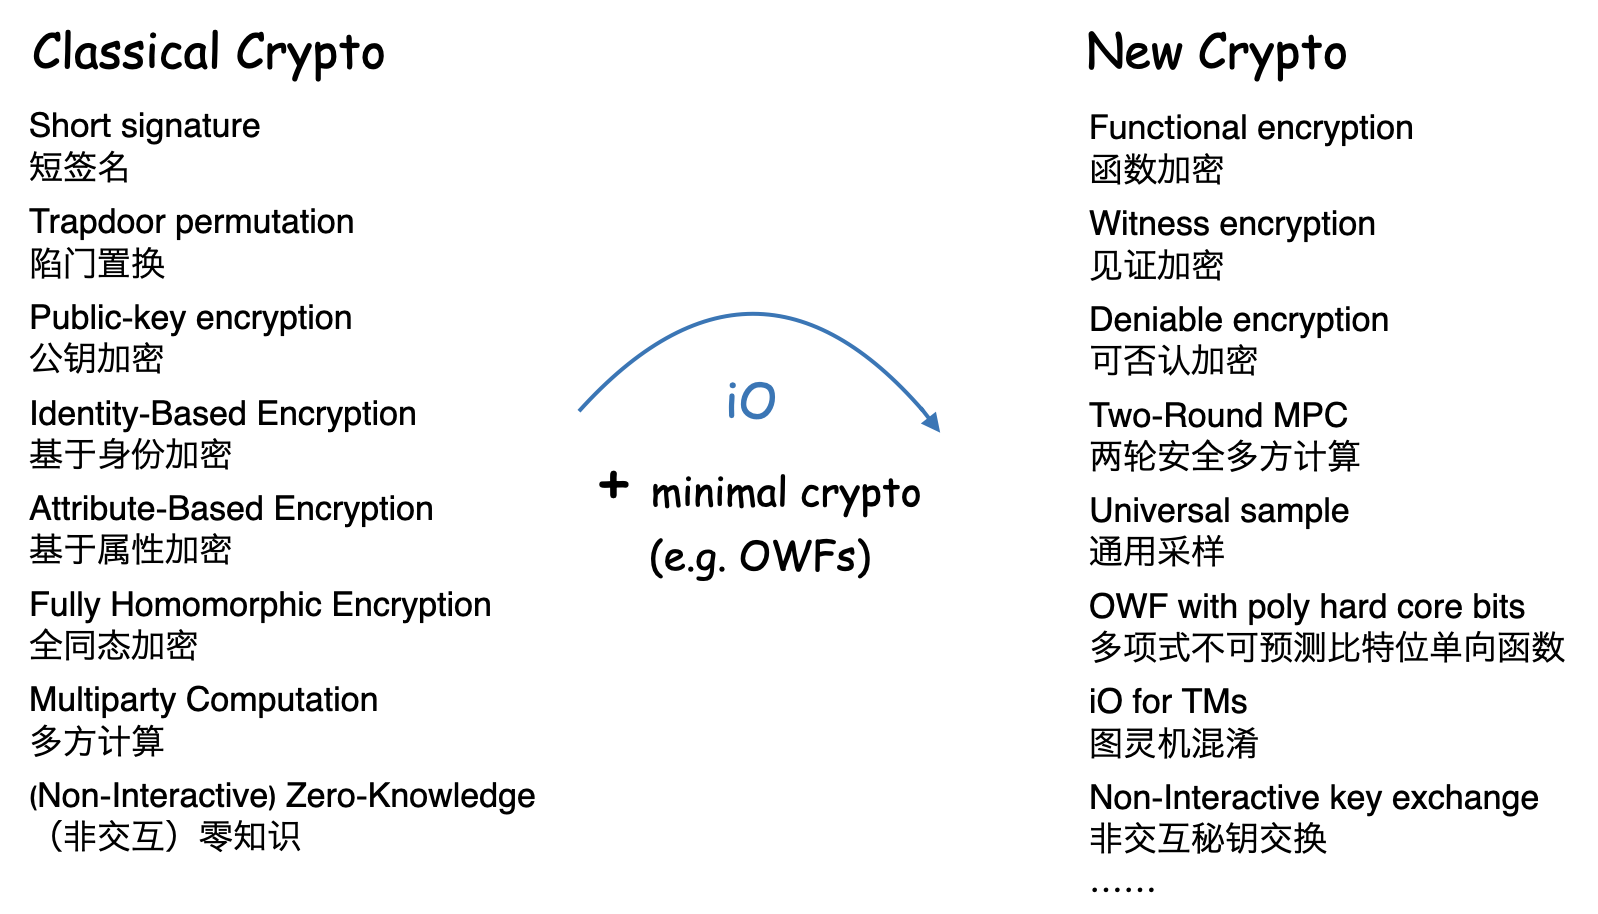 Classical Crypto
Short signature
短签名
Trapdoor permutation
陷门置换
Public-key encryption
公钥加密
Identity-Based Encryption
基于身份加密
Attribute-Based Encryption
基于属性加密
Fully Homomorphic Encryption
全同态加密
Multiparty Computation
多方计算
(Non-Interactive) Zero-Knowledge
（非交互）零知识
iO
+ minimal crypto
(e.g. OWFs)
New Crypto
Functional encryption
函数加密
Witness encryption
见证加密
Deniable encryption
可否认加密
Two-Round MPC
两轮安全多方计算
Universal sample
通用采样
OWF with poly hard core bits
多项式不可预测比特位单向函数
iO for TMs
图灵机混淆
Non-Interactive key exchange
非交互秘钥交换
……